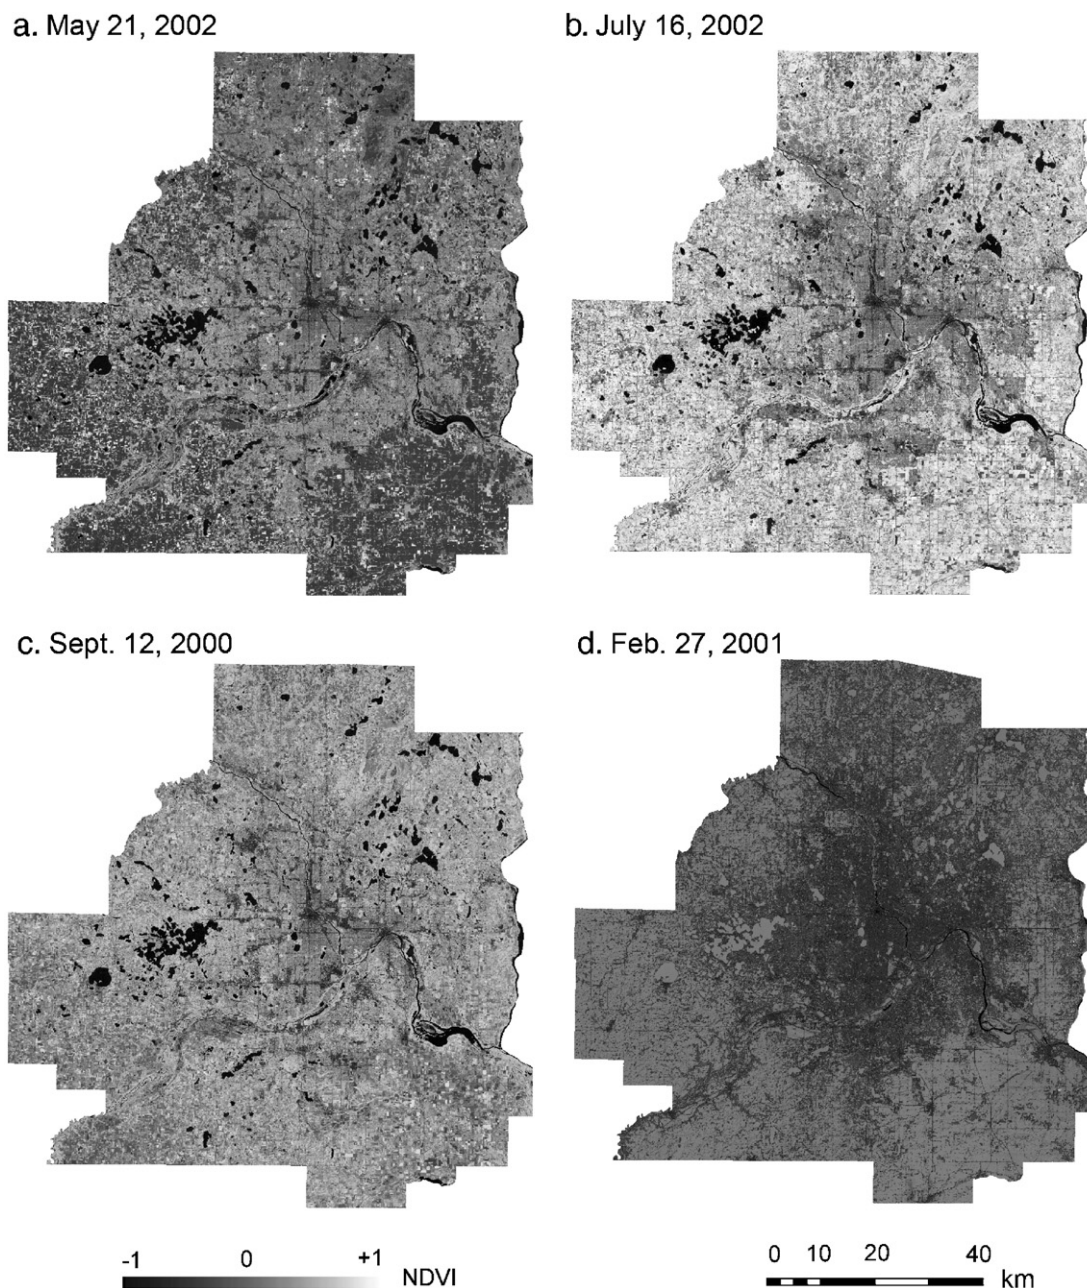 a. May 21, 2002
b. July 16, 2002
c. Sept. 12, 2000
d. Feb. 27, 2001
-1 0 +1 NDVI
0 10 20 40 km